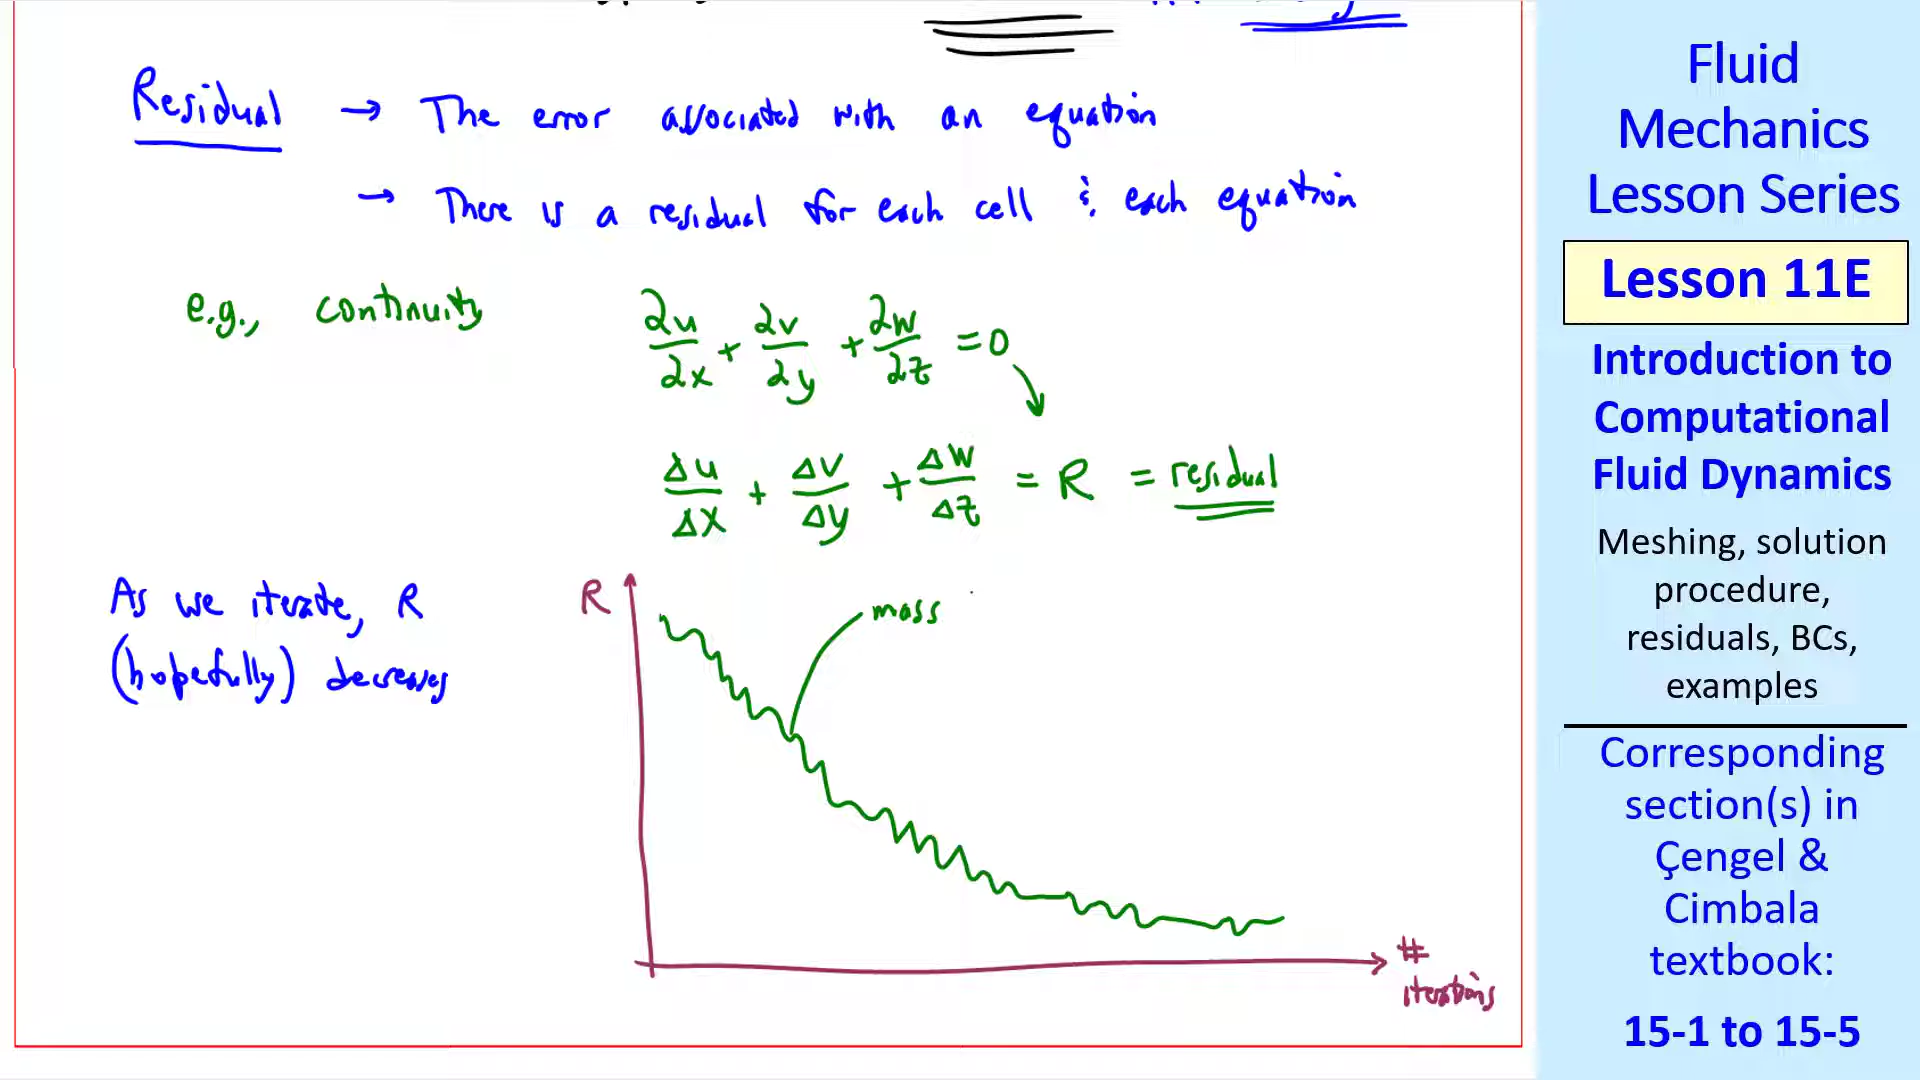 Residual → The error associated with an equation
→ There is a residual for each cell & each equation
e.g., continuity ∂u/∂x + ∂v/∂y + ∂w/∂z = 0
Δu/Δx + Δv/Δy + Δw/Δz = R = residual
As we iterate, R
(hopefully) decreases
R
mass
#
iterations
Fluid
Mechanics
Lesson Series
Lesson 11E
Introduction to
Computational
Fluid Dynamics
Meshing, solution
procedure,
residuals, BCs,
examples
Corresponding
section(s) in
Çengel &
Cimbala
textbook:
15-1 to 15-5